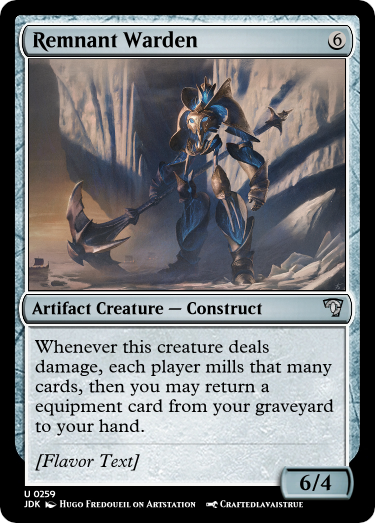 Remnant Warden 6
Artifact Creature — Construct
Whenever this creature deals
damage, each player mills that many
cards, then you may return a
equipment card from your graveyard
to your hand.
[Flavor Text]
6/4
U 0259
JDK Hugo Fredoueil on Artstation Craftedlavaistrue